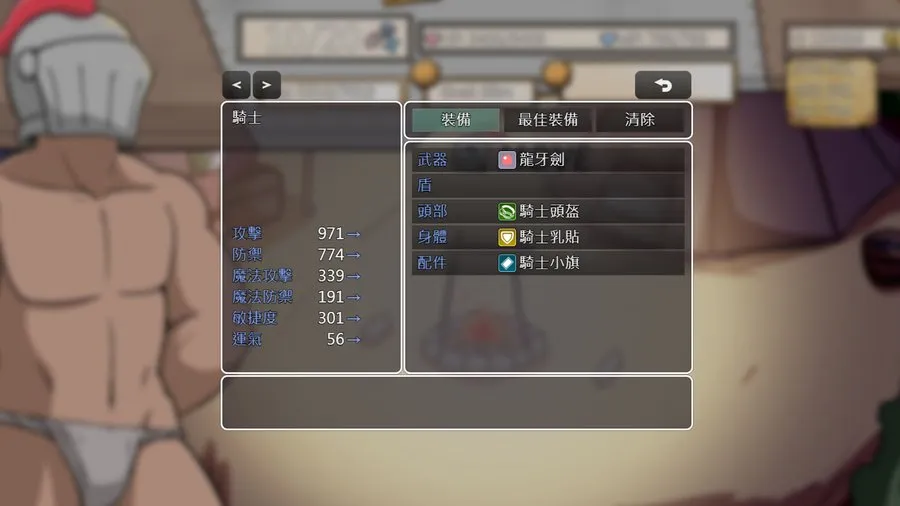 < >
騎士
攻擊 971→
防禦 774→
魔法攻擊 339→
魔法防禦 191→
敏捷度 301→
運氣 56→
裝備 最佳裝備 清除
武器 龍牙劍
盾
頭部 騎士頭盔
身體 騎士乳貼
配件 騎士小旗